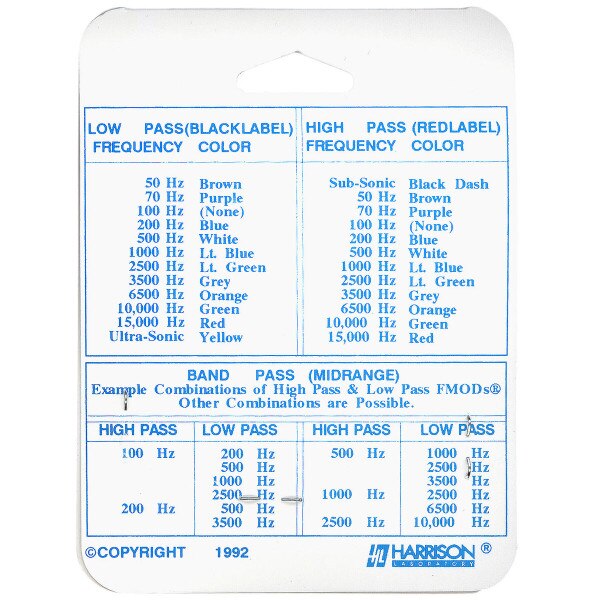 LOW PASS(BLACKLABEL)
FREQUENCY COLOR
50 Hz Brown
70 Hz Purple
100 Hz (None)
200 Hz Blue
500 Hz White
1000 Hz Lt. Blue
2500 Hz Lt. Green
3500 Hz Grey
6500 Hz Orange
10,000 Hz Green
15,000 Hz Red
Ultra-Sonic Yellow
HIGH PASS (REDLABEL)
FREQUENCY COLOR
Sub-Sonic Black Dash
50 Hz Brown
70 Hz Purple
100 Hz (None)
200 Hz Blue
500 Hz White
1000 Hz Lt. Blue
2500 Hz Lt. Green
3500 Hz Grey
6500 Hz Orange
10,000 Hz Green
15,000 Hz Red
BAND PASS (MIDRANGE)
Example Combinations of High Pass & Low Pass FMODs®
Other Combinations are Possible.
HIGH PASS LOW PASS HIGH PASS LOW PASS
100 Hz 200 Hz 500 Hz 1000 Hz
500 Hz 2500 Hz
1000 Hz 3500 Hz
2500 Hz 1000 Hz 2500 Hz
200 Hz 500 Hz 6500 Hz
3500 Hz 2500 Hz 10,000 Hz
©COPYRIGHT 1992
HL HARRISON®
LABORATORY